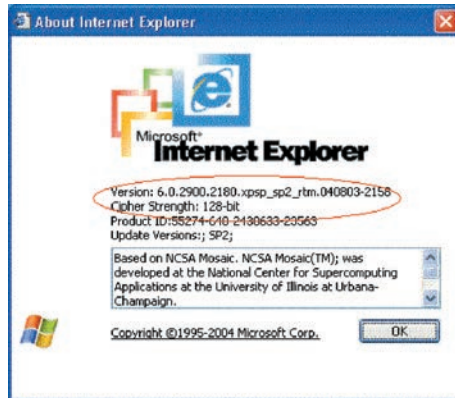 About Internet Explorer
Microsoft®
Internet Explorer
Version: 6.0.2900.2180.xpsp_sp2_rtm.040803-2158
Cipher Strength: 128-bit
Product ID:55274-640-2430633-23563
Update Versions:; SP2;
Based on NCSA Mosaic. NCSA Mosaic(TM); was
developed at the National Center for Supercomputing
Applications at the University of Illinois at Urbana-
Champaign.
Copyright ©1995-2004 Microsoft Corp.
OK